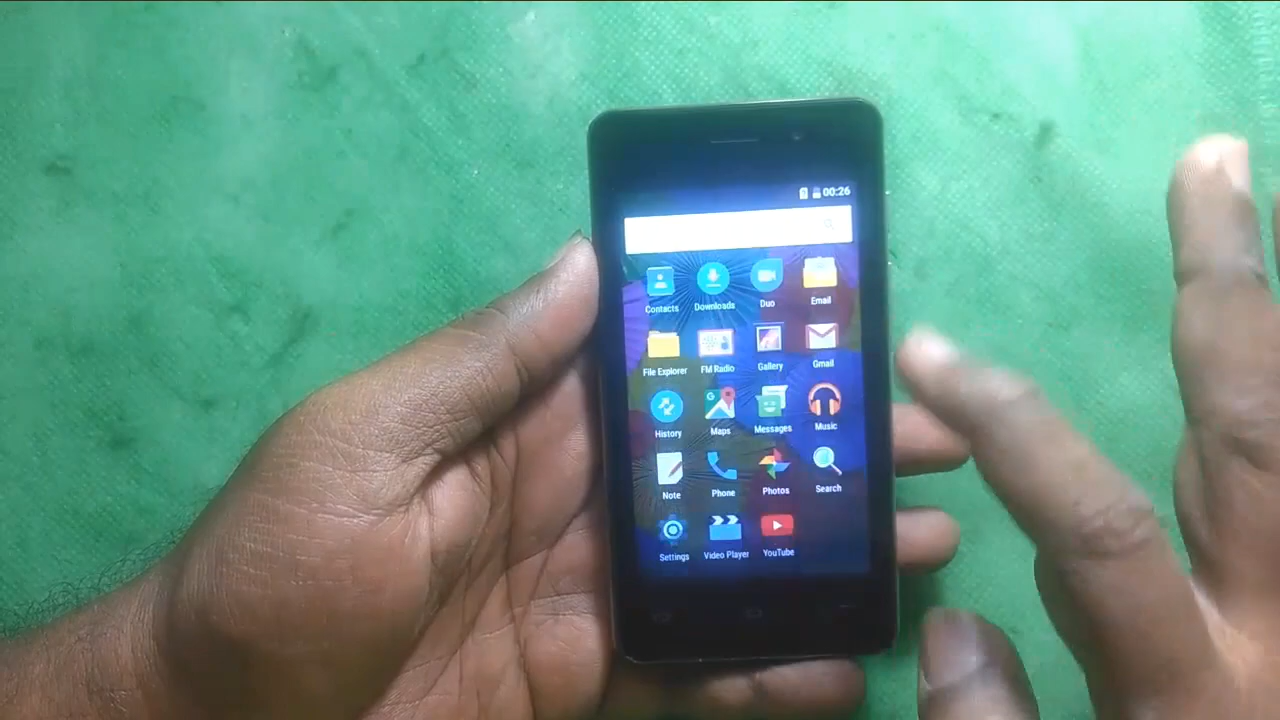 00:26
Contacts Downloads Duo Email
File Explorer FM Radio Gallery Gmail
G
History Maps Messages Music
Note Phone Photos Search
Settings Video Player YouTube